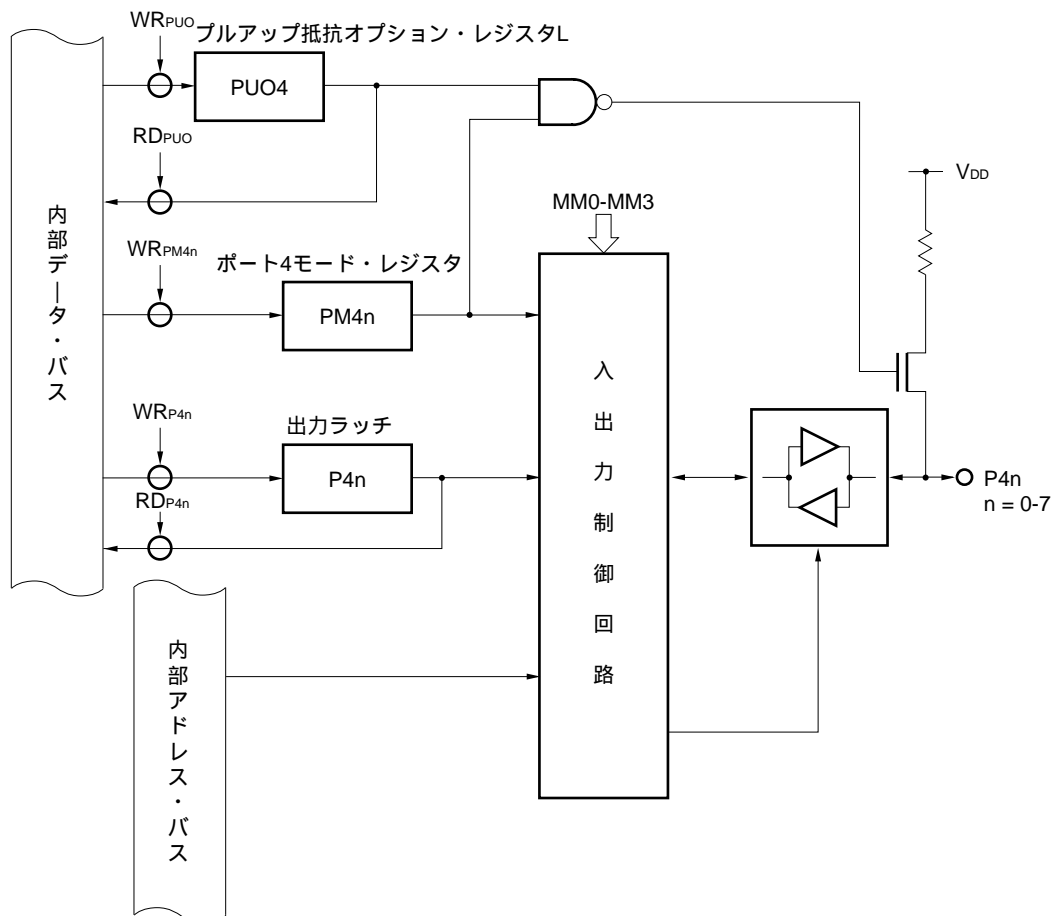 WRPUO
プルアップ抵抗オプション・レジスタL
PUO4
RDPUO
VDD
MM0-MM3
内部データ・バス
WRPM4n
ポート4モード・レジスタ
PM4n
入出力制御回路
WRP4n
出力ラッチ
P4n
RDP4n
P4n
n = 0-7
内部アドレス・バス